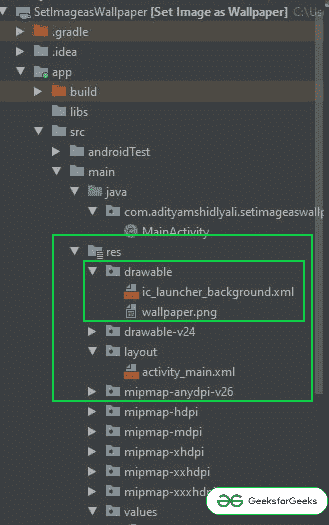 SetImageasWallpaper [Set Image as Wallpaper] C:\Use
.gradle
.idea
app
build
libs
src
androidTest
main
java
com.adityamshidlyali.setimageaswallp
MainActivity
res
drawable
ic_launcher_background.xml
wallpaper.png
drawable-v24
layout
activity_main.xml
mipmap-anydpi-v26
mipmap-hdpi
mipmap-mdpi
mipmap-xhdpi
mipmap-xxhdpi
mipmap-xxxhdpi
values
GeeksforGeeks